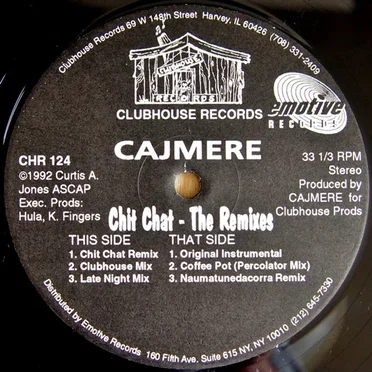 Clubhouse Records 89 W 148th Street Harvey, IL 60426 (708) 331-2409
CLUBHOUSE
RECORDS
CLUBHOUSE RECORDS
emotive
RECORDS
CAJMERE
CHR 124
©1992 Curtis A.
Jones ASCAP
Exec. Prods:
Hula, K. Fingers
33 1/3 RPM
Stereo
Produced by
CAJMERE for
Clubhouse Prods
Chit Chat - The Remixes
THIS SIDE
1. Chit Chat Remix
2. Clubhouse Mix
3. Late Night Mix
THAT SIDE
1. Original Instrumental
2. Coffee Pot (Percolator Mix)
3. Naumatunedacorra Remix
Distributed by Emotive Records 160 Fifth Ave. Suite 615 NY, NY 10010 (212) 645-7330